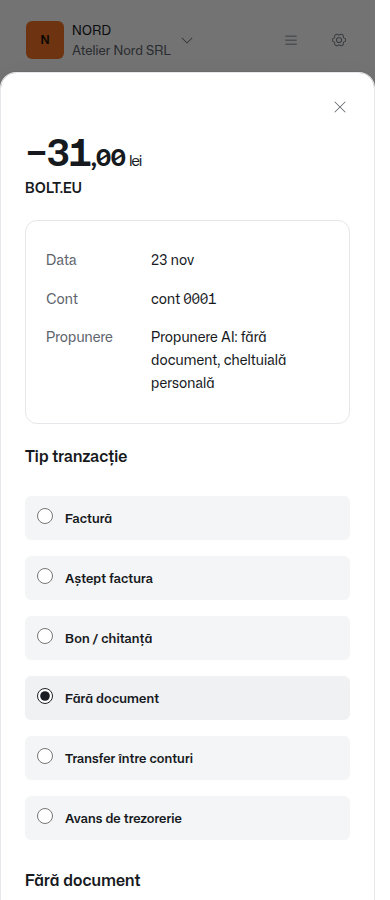 N
NORD
Atelier Nord SRL
−31,00 lei
BOLT.EU
Data
23 nov
Cont
cont 0001
Propunere
Propunere AI: fără
document, cheltuială
personală
Tip tranzacție
Factură
Aștept factura
Bon / chitanță
Fără document
Transfer între conturi
Avans de trezorerie
Fără document